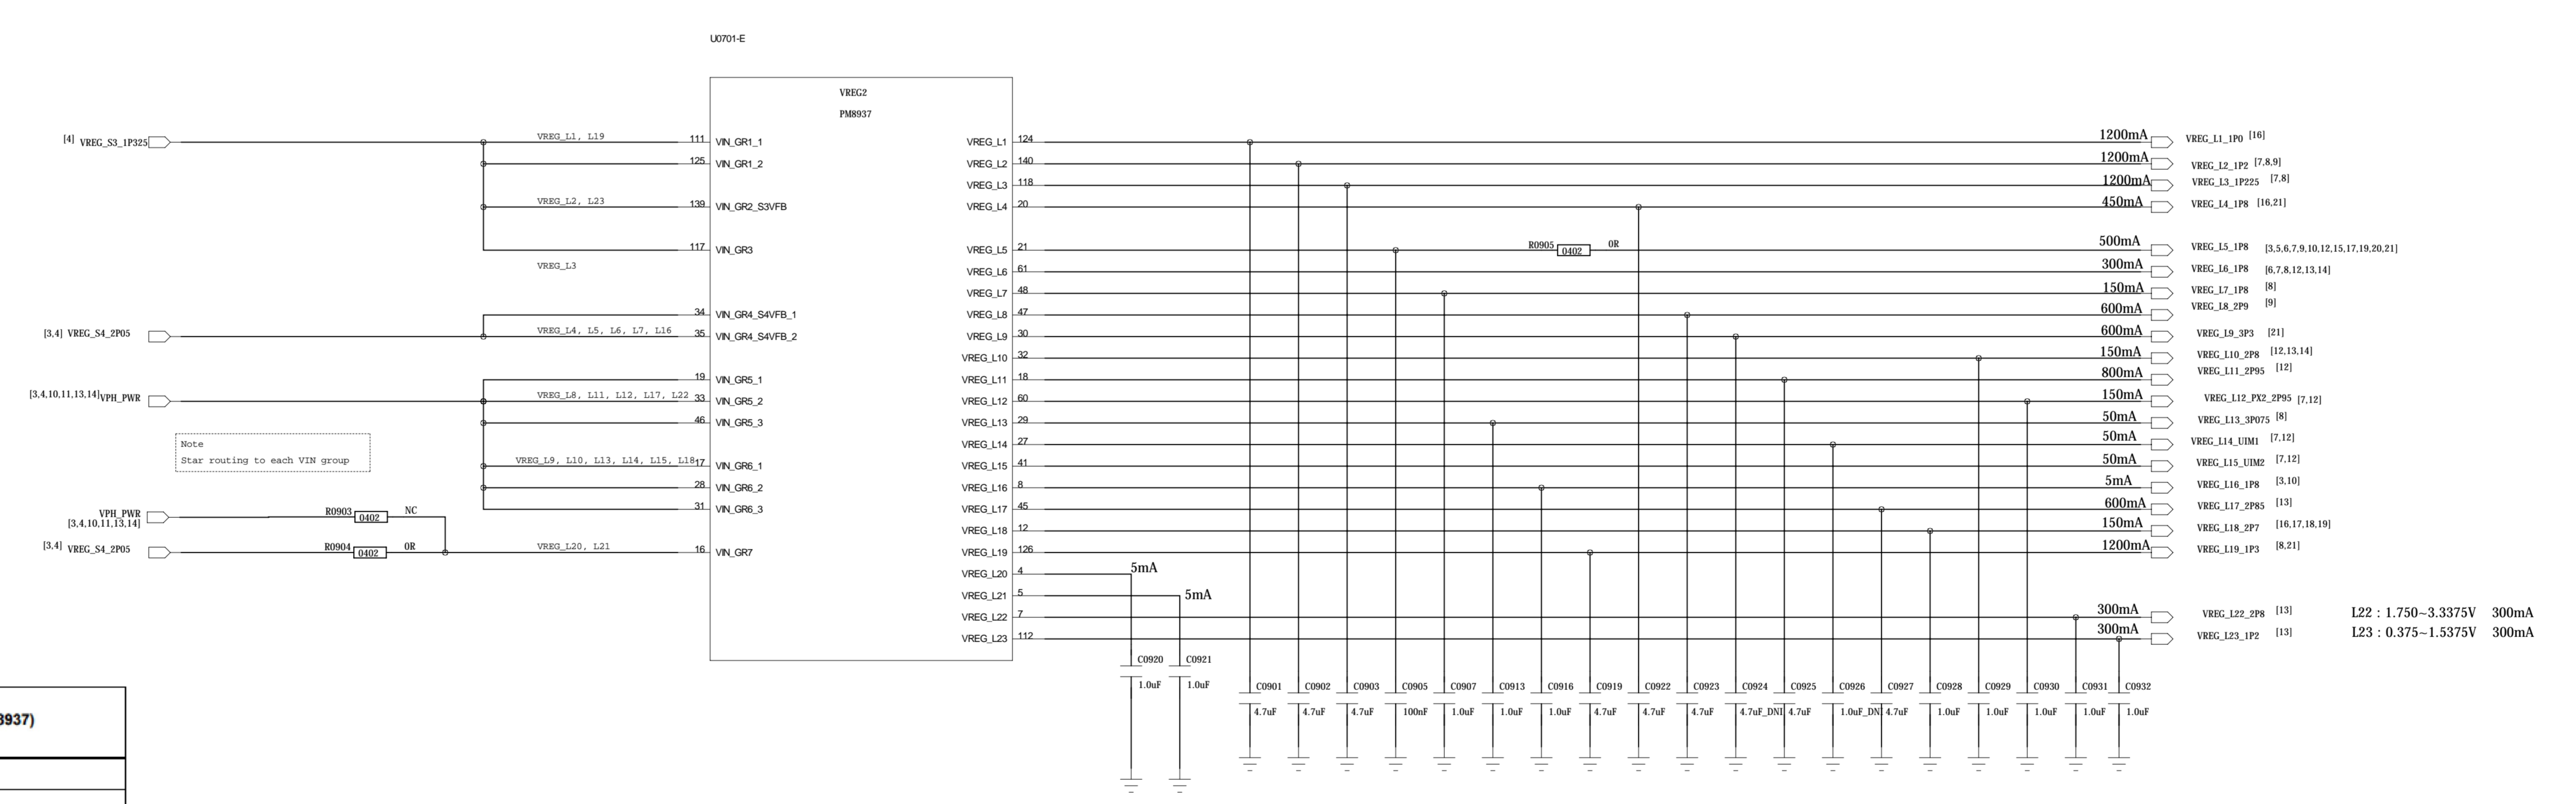 U0701-E
VREG2
PM8937
[4] VREG_S3_1P325
VREG_L1, L19
111 VIN_GR1_1
125 VIN_GR1_2
VREG_L2, L23
139 VIN_GR2_S3VFB
117 VIN_GR3
VREG_L3
34 VIN_GR4_S4VFB_1
[3,4] VREG_S4_2P05
VREG_L4, L5, L6, L7, L16
35 VIN_GR4_S4VFB_2
19 VIN_GR5_1
[3,4,10,11,13,14] VPH_PWR
VREG_L8, L11, L12, L17, L22
33 VIN_GR5_2
46 VIN_GR5_3
Note
Star routing to each VIN group
VREG_L9, L10, L13, L14, L15, L18
17 VIN_GR6_1
28 VIN_GR6_2
31 VIN_GR6_3
VPH_PWR
[3,4,10,11,13,14]
R0903 0402 NC
[3,4] VREG_S4_2P05
R0904 0402 0R
VREG_L20, L21
16 VIN_GR7
VREG_L1 124 1200mA VREG_L1_1P0 [16]
VREG_L2 140 1200mA VREG_L2_1P2 [7,8,9]
VREG_L3 118 1200mA VREG_L3_1P225 [7,8]
VREG_L4 20 450mA VREG_L4_1P8 [16,21]
VREG_L5 21 R0905 0402 0R 500mA VREG_L5_1P8 [3,5,6,7,9,10,12,15,17,19,20,21]
VREG_L6 61 300mA VREG_L6_1P8 [6,7,8,12,13,14]
VREG_L7 48 150mA VREG_L7_1P8 [8]
VREG_L8 47 600mA VREG_L8_2P9 [9]
VREG_L9 30 600mA VREG_L9_3P3 [21]
VREG_L10 32 150mA VREG_L10_2P8 [12,13,14]
VREG_L11 18 800mA VREG_L11_2P95 [12]
VREG_L12 60 150mA VREG_L12_PX2_2P95 [7,12]
VREG_L13 29 50mA VREG_L13_3P075 [8]
VREG_L14 27 50mA VREG_L14_UIM1 [7,12]
VREG_L15 41 50mA VREG_L15_UIM2 [7,12]
VREG_L16 8 5mA VREG_L16_1P8 [3,10]
VREG_L17 45 600mA VREG_L17_2P85 [13]
VREG_L18 12 150mA VREG_L18_2P7 [16,17,18,19]
VREG_L19 126 1200mA VREG_L19_1P3 [8,21]
VREG_L20 4 5mA
VREG_L21 5 5mA
VREG_L22 7 300mA VREG_L22_2P8 [13] L22 : 1.750~3.3375V 300mA
VREG_L23 112 300mA VREG_L23_1P2 [13] L23 : 0.375~1.5375V 300mA
C0920 C0921
1.0uF 1.0uF
C0901 C0902 C0903 C0905 C0907 C0913 C0916 C0919 C0922 C0923 C0924 C0925 C0926 C0927 C0928 C0929 C0930 C0931 C0932
4.7uF 4.7uF 4.7uF 100nF 1.0uF 1.0uF 1.0uF 4.7uF 4.7uF 4.7uF 4.7uF_DNI 4.7uF 1.0uF_DNI 4.7uF 1.0uF 1.0uF 1.0uF 1.0uF 1.0uF
8937)